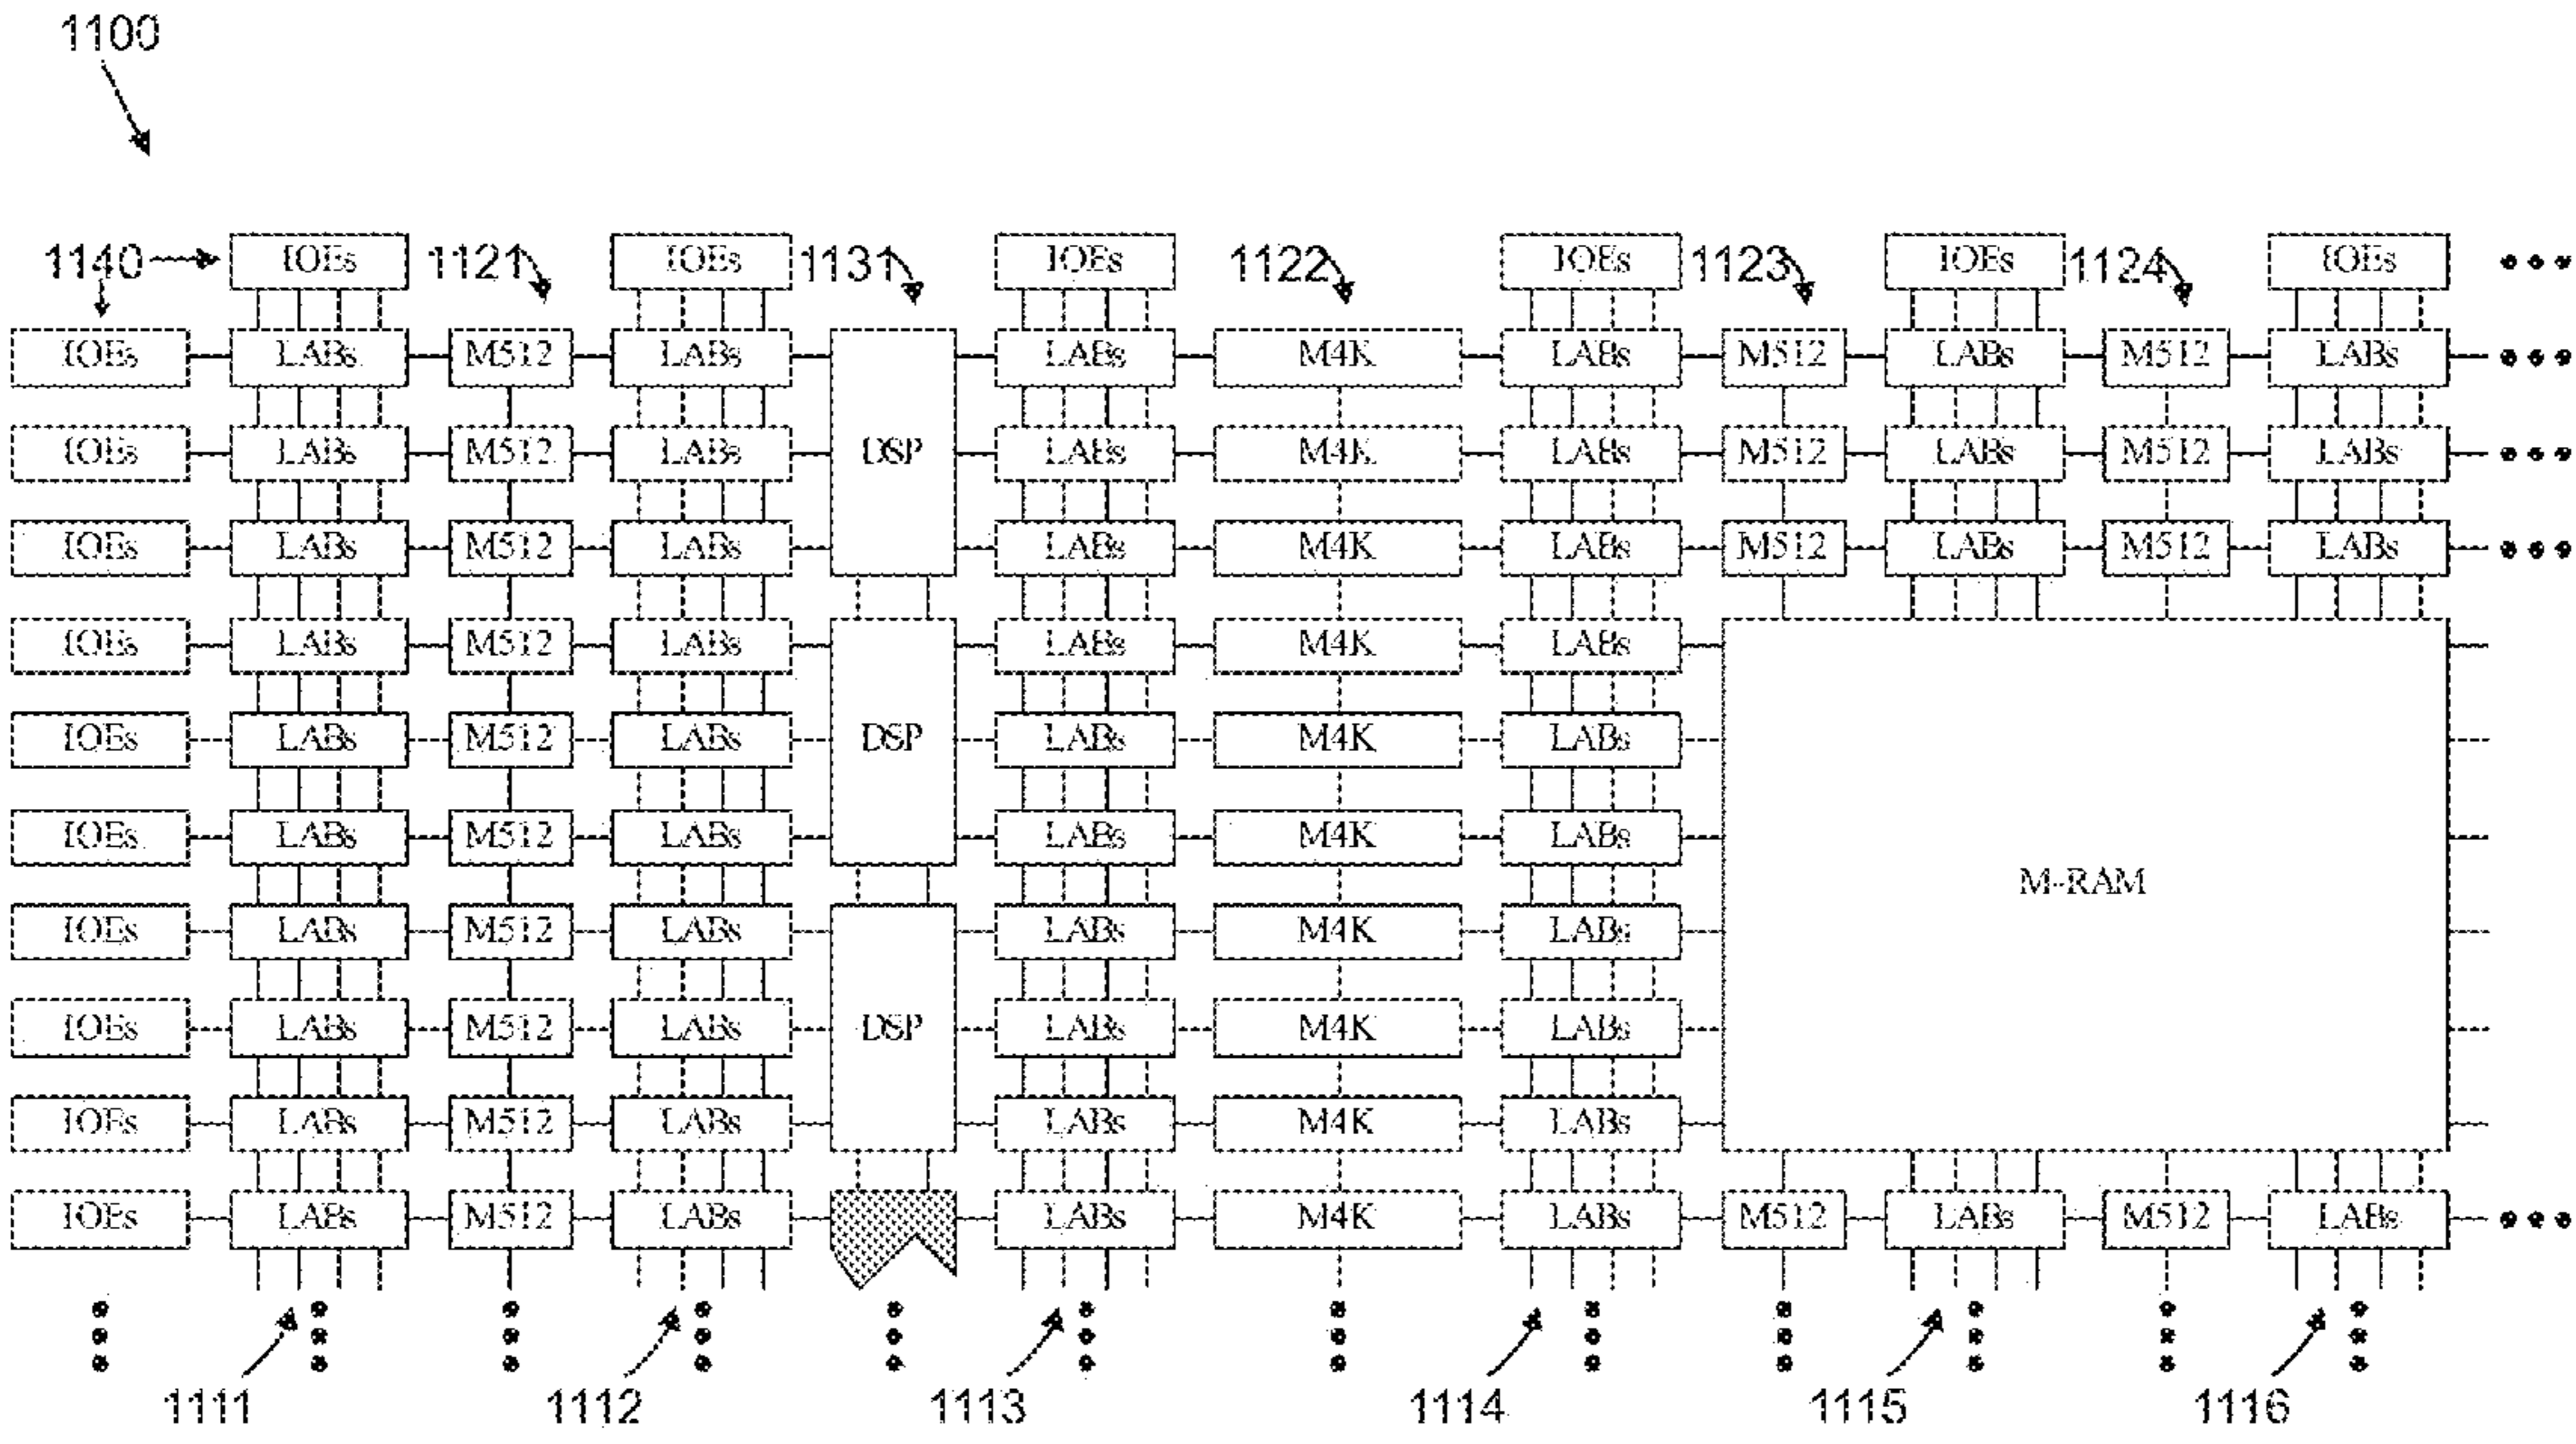 1100
1140 IOEs 1121 IOEs 1131 IOEs 1122 IOEs 1123 IOEs 1124 IOEs
IOEs LABs M512 LABs LABs M4K LABs M512 LABs M512 LABs
IOEs LABs M512 LABs DSP LABs M4K LABs M512 LABs M512 LABs
IOEs LABs M512 LABs LABs M4K LABs M512 LABs M512 LABs
IOEs LABs M512 LABs LABs M4K LABs
IOEs LABs M512 LABs DSP LABs M4K LABs
IOEs LABs M512 LABs LABs M4K LABs
M-RAM
IOEs LABs M512 LABs LABs M4K LABs
IOEs LABs M512 LABs DSP LABs M4K LABs
IOEs LABs M512 LABs LABs M4K LABs
IOEs LABs M512 LABs LABs M4K LABs M512 LABs M512 LABs
1111 1112 1113 1114 1115 1116